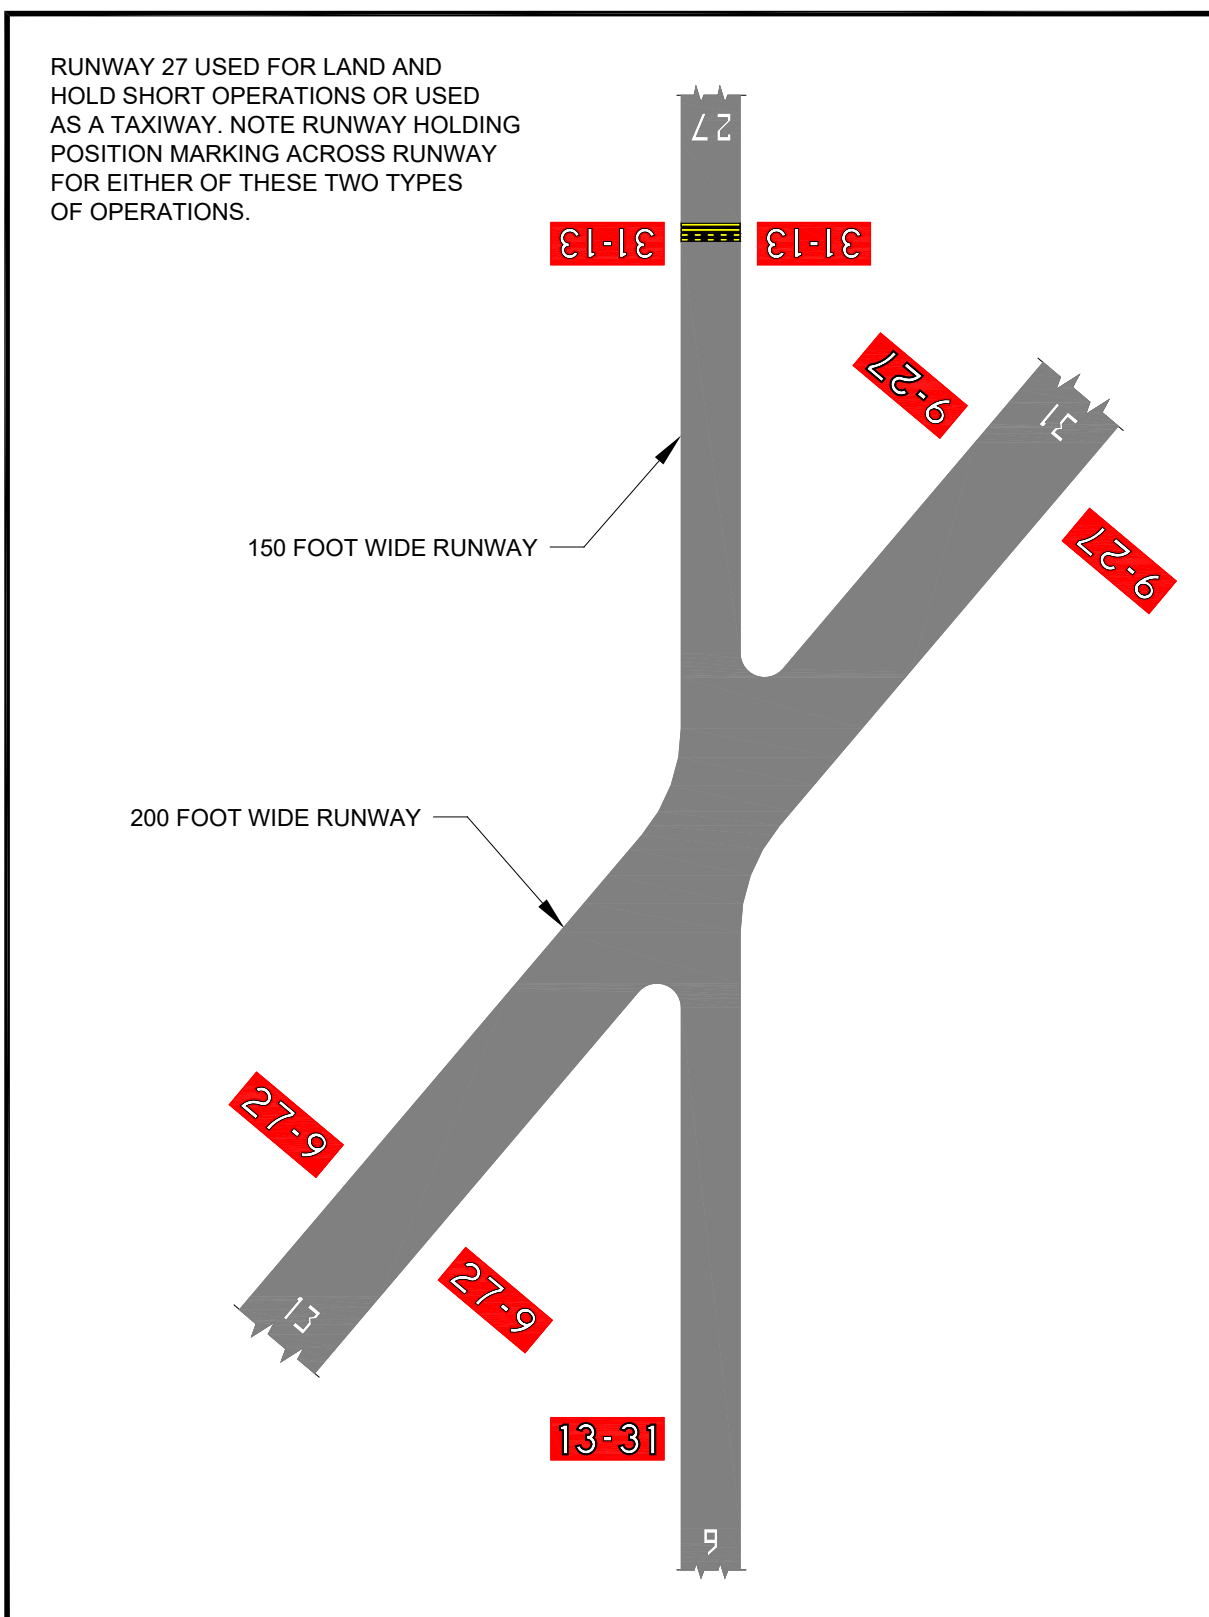 RUNWAY 27 USED FOR LAND AND
HOLD SHORT OPERATIONS OR USED
AS A TAXIWAY. NOTE RUNWAY HOLDING
POSITION MARKING ACROSS RUNWAY
FOR EITHER OF THESE TWO TYPES
OF OPERATIONS.
27
31-13
31-13
9-27
31
9-27
150 FOOT WIDE RUNWAY
200 FOOT WIDE RUNWAY
27-9
27-9
13
13-31
9